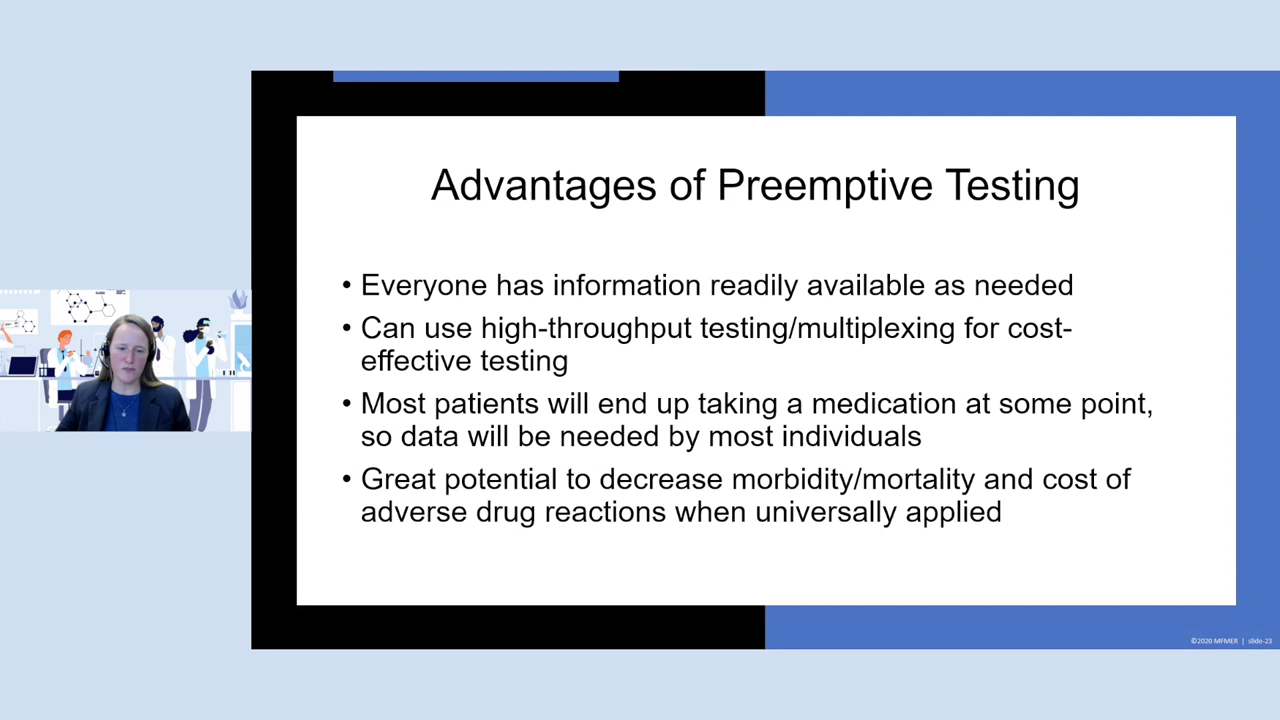 Advantages of Preemptive Testing
• Everyone has information readily available as needed
• Can use high-throughput testing/multiplexing for cost-
effective testing
• Most patients will end up taking a medication at some point,
so data will be needed by most individuals
• Great potential to decrease morbidity/mortality and cost of
adverse drug reactions when universally applied
©2020 MFMER | slide-23